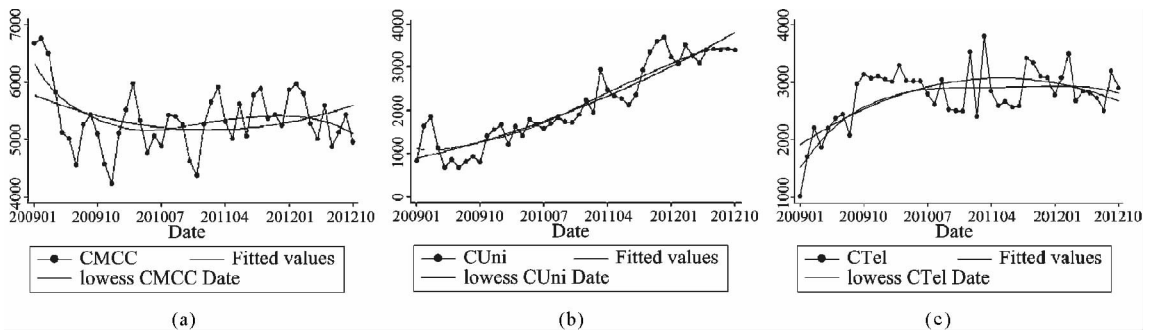 7000
6000
5000
4000
200901 200910 201007 201104 201201 201210
Date
CMCC Fitted values
lowess CMCC Date
(a)
4000
3000
2000
1000
0
200901 200910 201007 201104 201201 201210
Date
CUni Fitted values
lowess CUni Date
(b)
4000
3000
2000
1000
200901 200910 201007 201104 201201 201210
Date
CTel Fitted values
lowess CTel Date
(c)